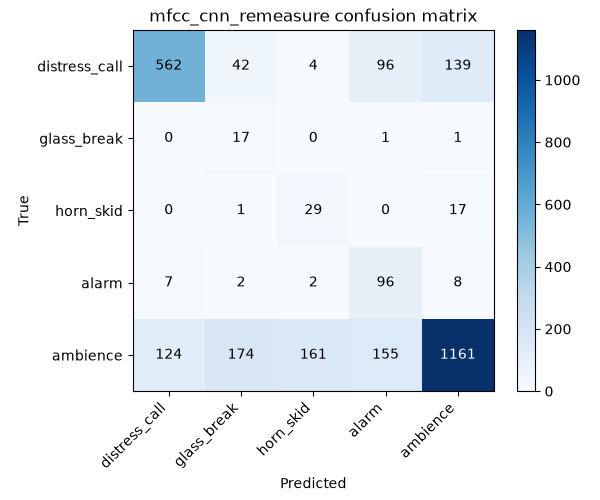 mfcc_cnn_remeasure confusion matrix
True
distress_call 562 42 4 96 139
glass_break 0 17 0 1 1
horn_skid 0 1 29 0 17
alarm 7 2 2 96 8
ambience 124 174 161 155 1161
distress_call glass_break horn_skid alarm ambience
Predicted
1000
800
600
400
200
0